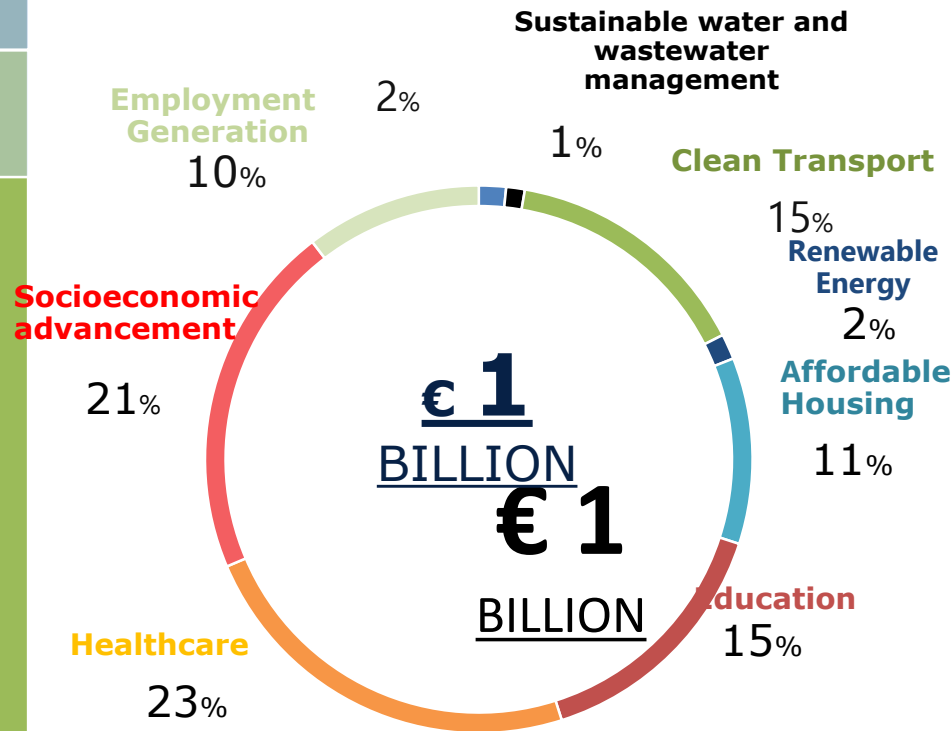 Sustainable water and
wastewater
management
1%
2%
Employment
Generation
10%
Clean Transport
15%
Renewable
Energy
2%
Affordable
Housing
11%
Socioeconomic
advancement
21%
€ 1
BILLION
€ 1
BILLION
Education
15%
Healthcare
23%